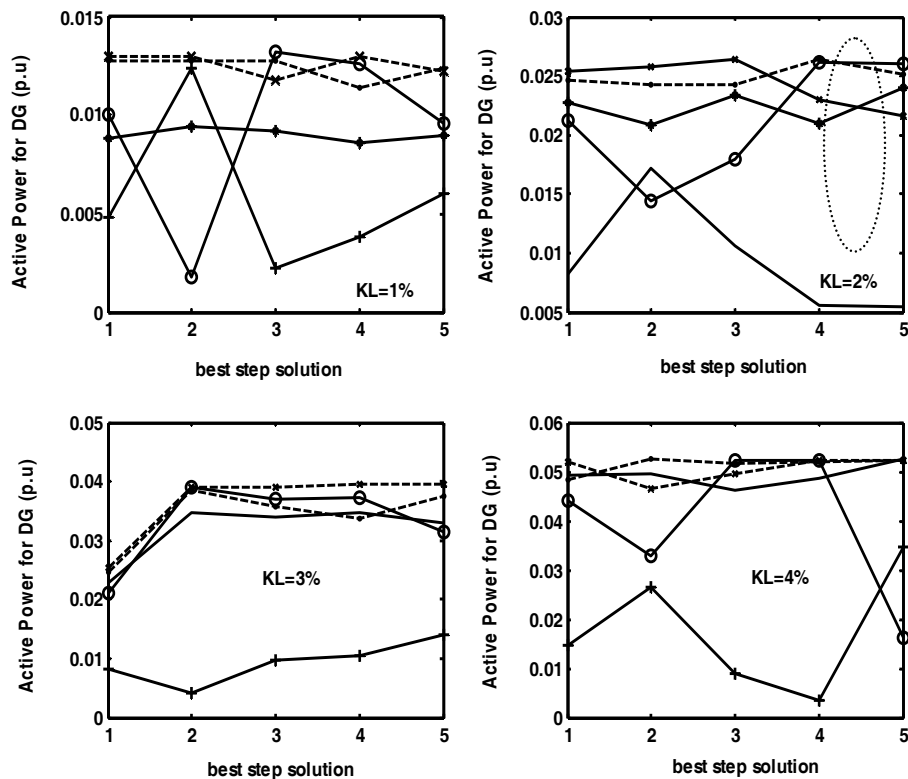 Active Power for DG (p.u)
0.015
0.010
0.005
0
KL=1%
1 2 3 4 5
best step solution
Active Power for DG (p.u)
0.03
0.025
0.02
0.015
0.01
0.005
KL=2%
1 2 3 4 5
best step solution
Active Power for DG (p.u)
0.05
0.04
0.03
0.02
0.01
0
KL=3%
1 2 3 4 5
best step solution
Active Power for DG (p.u)
0.06
0.05
0.04
0.03
0.02
0.01
0
KL=4%
1 2 3 4 5
best step solution